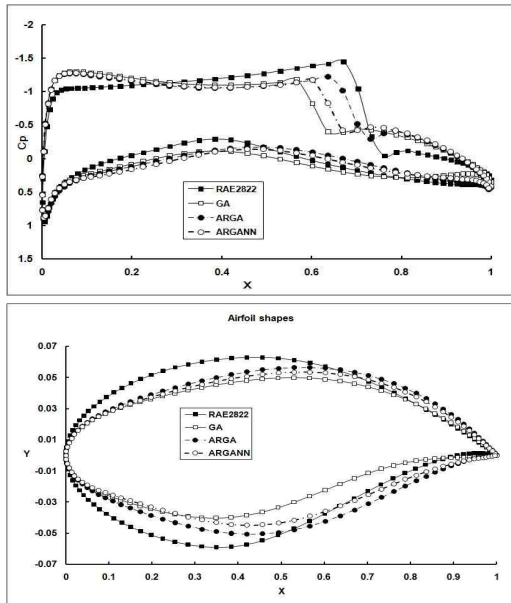 -2
-1.5
-1
-0.5
0
0.5
1
1.5
Cp
RAE2822
GA
ARGA
ARGANN
0 0.2 0.4 0.6 0.8 1
X
Airfoil shapes
0.07
0.05
0.03
0.01
-0.01
-0.03
-0.05
-0.07
Y
RAE2822
GA
ARGA
ARGANN
0 0.1 0.2 0.3 0.4 0.5 0.6 0.7 0.8 0.9 1
X